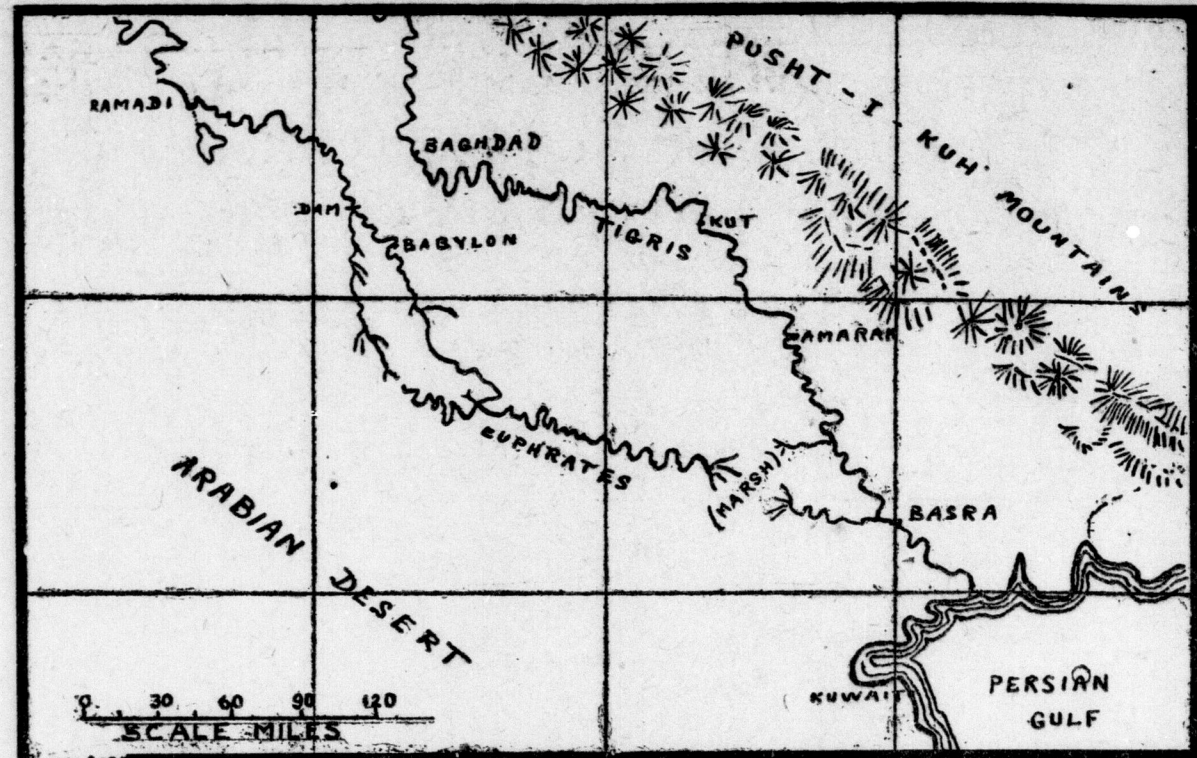 PUSHT-I KUH MOUNTAINS
RAMADI
BAGHDAD
DAM
BABYLON
TIGRIS
KUT
AMARAH
EUPHRATES
(MARSH)
ARABIAN DESERT
BASRA
KUWAIT
PERSIAN
GULF
0 30 60 90 120
SCALE MILES